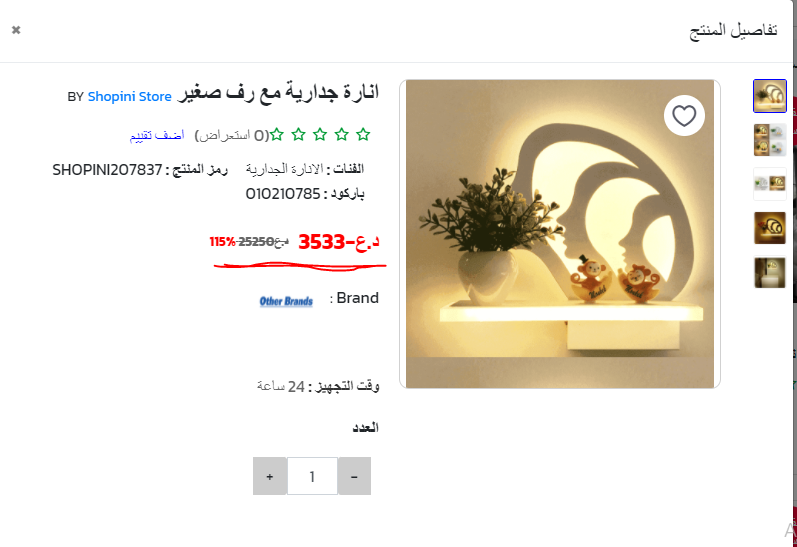 تفاصيل المنتج
✖
انارة جدارية مع رف صغير BY Shopini Store
(0 استعراض) اضف تقييم
الفئات : الانارة الجدارية رمز المنتج : SHOPINI207837
باركود : 010210785
د.ع-3533 د.ع25250 115%
Brand : Other Brands
وقت التجهيز : 24 ساعة
العدد
- 1 +